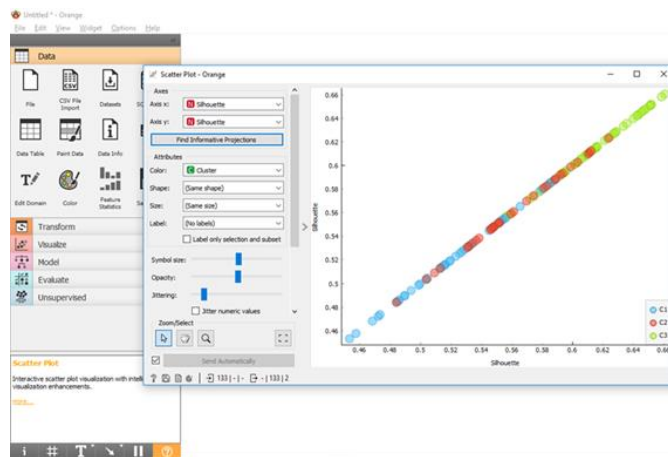 Untitled * - Orange
File Edit View Widget Options Help
Data
File
CSV File Import
Datasets
Data Table
Paint Data
Data Info
Edit Domain
Color
Feature Statistics
Transform
Visualize
Model
Evaluate
Unsupervised
Scatter Plot
Interactive scatter plot visualization with
visualization enhancements.
more...
Scatter Plot - Orange
Axes
Axis x: N Silhouette
Axis y: N Silhouette
Find Informative Projections
Attributes
Color: C Cluster
Shape: (Same shape)
Size: (Same size)
Label: (No labels)
Label only selection and subset
Symbol size:
Opacity:
Jittering:
Jitter numeric values
Zoom/Select
Send Automatically
133 | - | - - | 133 | 2
Silhouette
0.66
0.64
0.62
0.6
0.58
0.56
0.54
0.52
0.5
0.48
0.46
0.46 0.48 0.5 0.52 0.54 0.56 0.58 0.6 0.62 0.64 0.66
Silhouette
C1
C2
C3